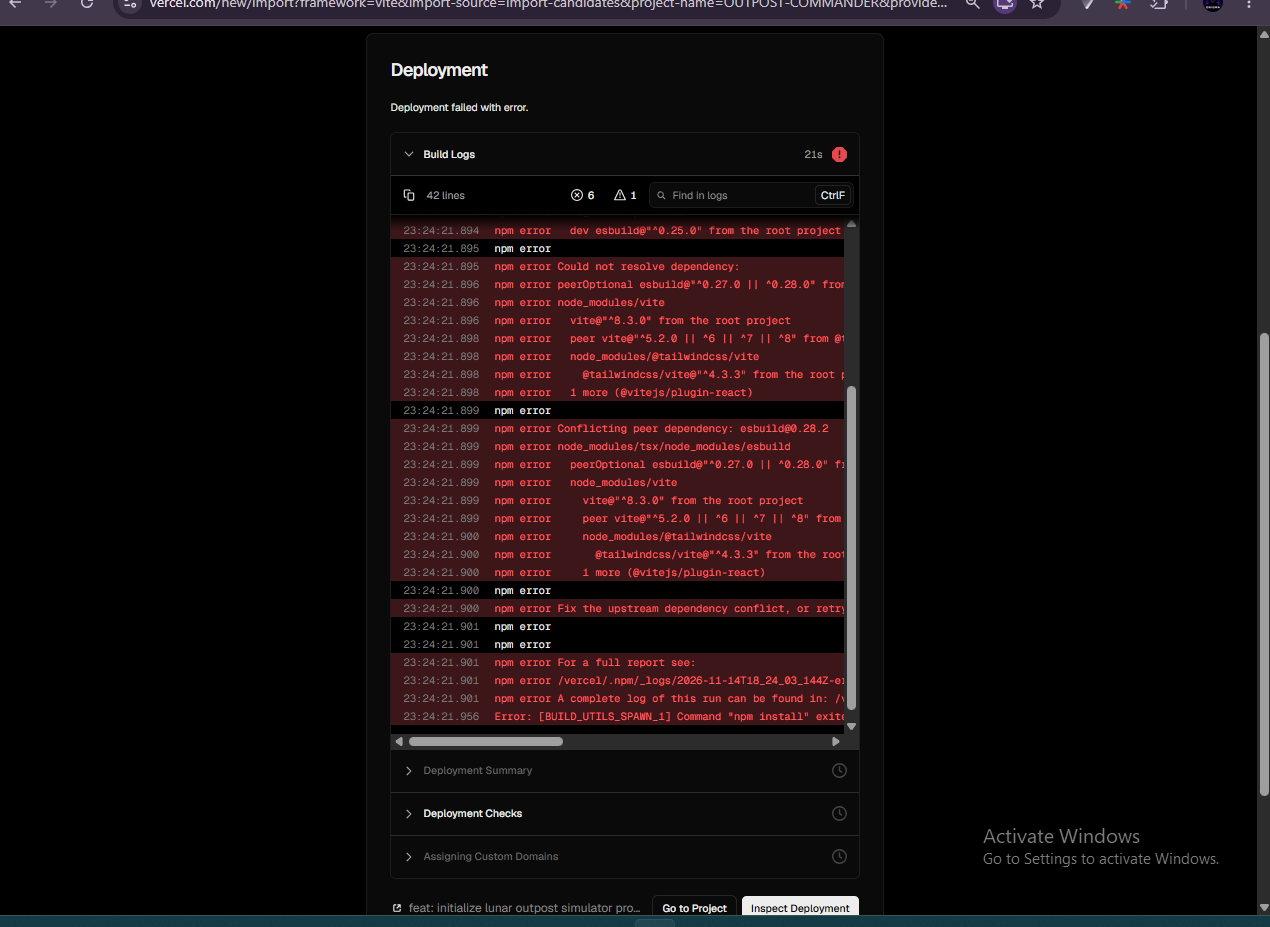 vercel.com/new/import?framework=vite&import-source=import-candidates&project-name=OUTPOST-COMMANDER&provide...
Deployment
Deployment failed with error.
Build Logs
21s
42 lines
6
1
Find in logs
CtrlF
23:24:21.894 npm error dev esbuild@"^0.25.0" from the root project
23:24:21.895 npm error
23:24:21.895 npm error Could not resolve dependency:
23:24:21.896 npm error peerOptional esbuild@"^0.27.0 || ^0.28.0" from
23:24:21.896 npm error node_modules/vite
23:24:21.896 npm error vite@"^8.3.0" from the root project
23:24:21.898 npm error peer vite@"^5.2.0 || ^6 || ^7 || ^8" from @t
23:24:21.898 npm error node_modules/@tailwindcss/vite
23:24:21.898 npm error @tailwindcss/vite@"^4.3.3" from the root p
23:24:21.898 npm error 1 more (@vitejs/plugin-react)
23:24:21.899 npm error
23:24:21.899 npm error Conflicting peer dependency: esbuild@0.28.2
23:24:21.899 npm error node_modules/tsx/node_modules/esbuild
23:24:21.899 npm error peerOptional esbuild@"^0.27.0 || ^0.28.0" fr
23:24:21.899 npm error node_modules/vite
23:24:21.899 npm error vite@"^8.3.0" from the root project
23:24:21.899 npm error peer vite@"^5.2.0 || ^6 || ^7 || ^8" from
23:24:21.900 npm error node_modules/@tailwindcss/vite
23:24:21.900 npm error @tailwindcss/vite@"^4.3.3" from the root
23:24:21.900 npm error 1 more (@vitejs/plugin-react)
23:24:21.900 npm error
23:24:21.900 npm error Fix the upstream dependency conflict, or retry
23:24:21.901 npm error
23:24:21.901 npm error
23:24:21.901 npm error For a full report see:
23:24:21.901 npm error /vercel/.npm/_logs/2026-11-14T18_24_03_144Z-er
23:24:21.901 npm error A complete log of this run can be found in: /v
23:24:21.956 Error: [BUILD_UTILS_SPAWN_1] Command "npm install" exite
Deployment Summary
Deployment Checks
Assigning Custom Domains
feat: initialize lunar outpost simulator pro...
Go to Project
Inspect Deployment
Activate Windows
Go to Settings to activate Windows.